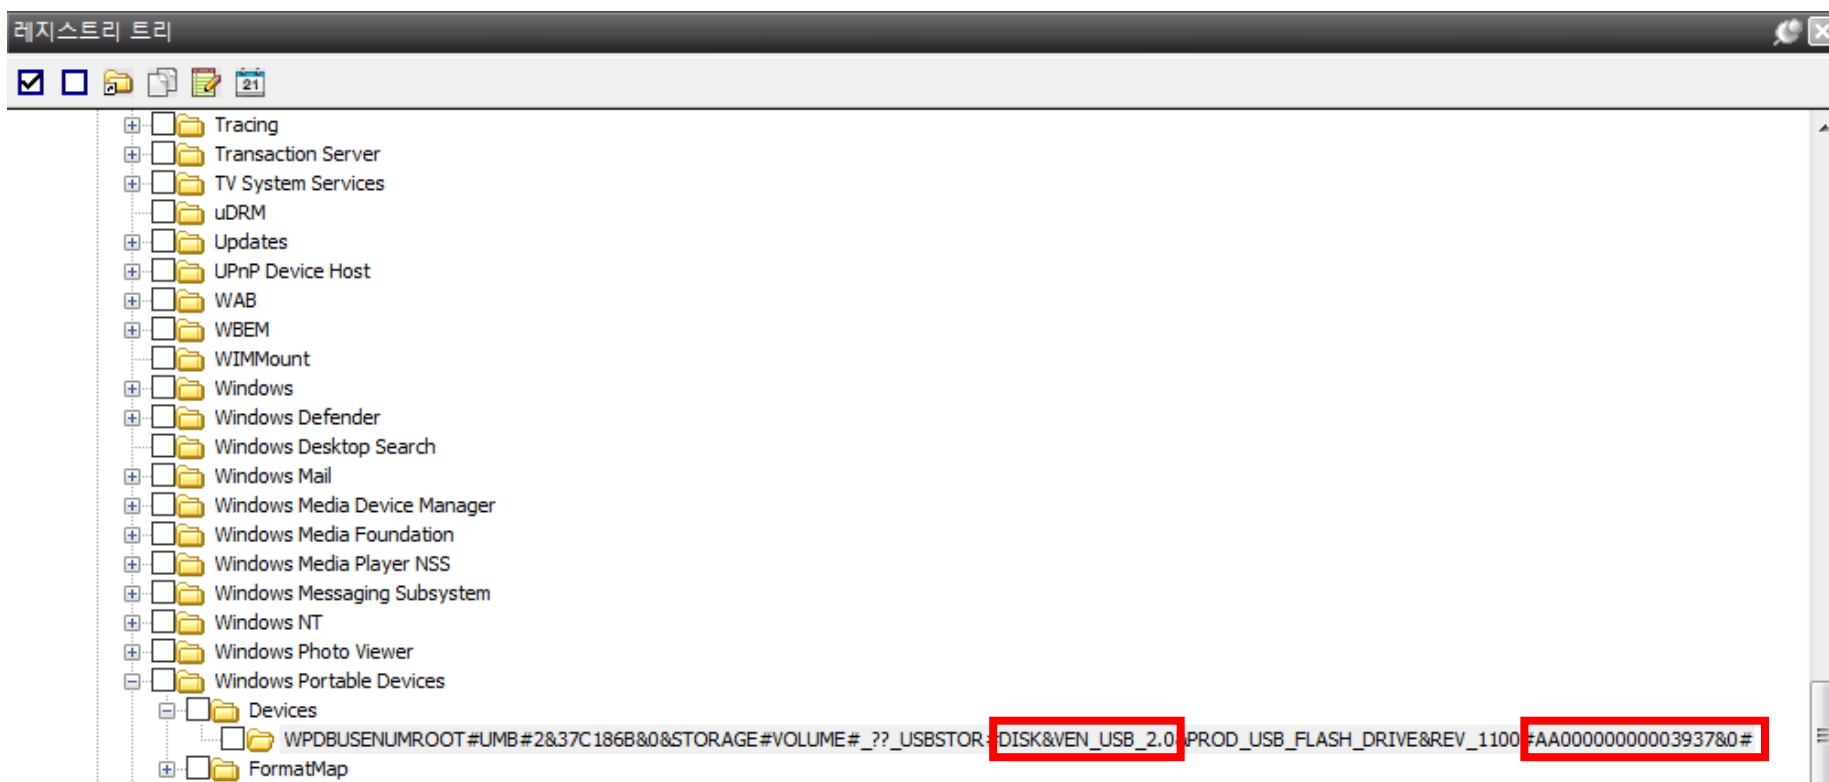 레지스트리 트리
21
Tracing
Transaction Server
TV System Services
uDRM
Updates
UPnP Device Host
WAB
WBEM
WIMMount
Windows
Windows Defender
Windows Desktop Search
Windows Mail
Windows Media Device Manager
Windows Media Foundation
Windows Media Player NSS
Windows Messaging Subsystem
Windows NT
Windows Photo Viewer
Windows Portable Devices
Devices
WPDBUSENUMROOT#UMB#2&37C186B&0&STORAGE#VOLUME#_??_USBSTOR#DISK&VEN_USB_2.0&PROD_USB_FLASH_DRIVE&REV_1100#AA00000000003937&0#
FormatMap